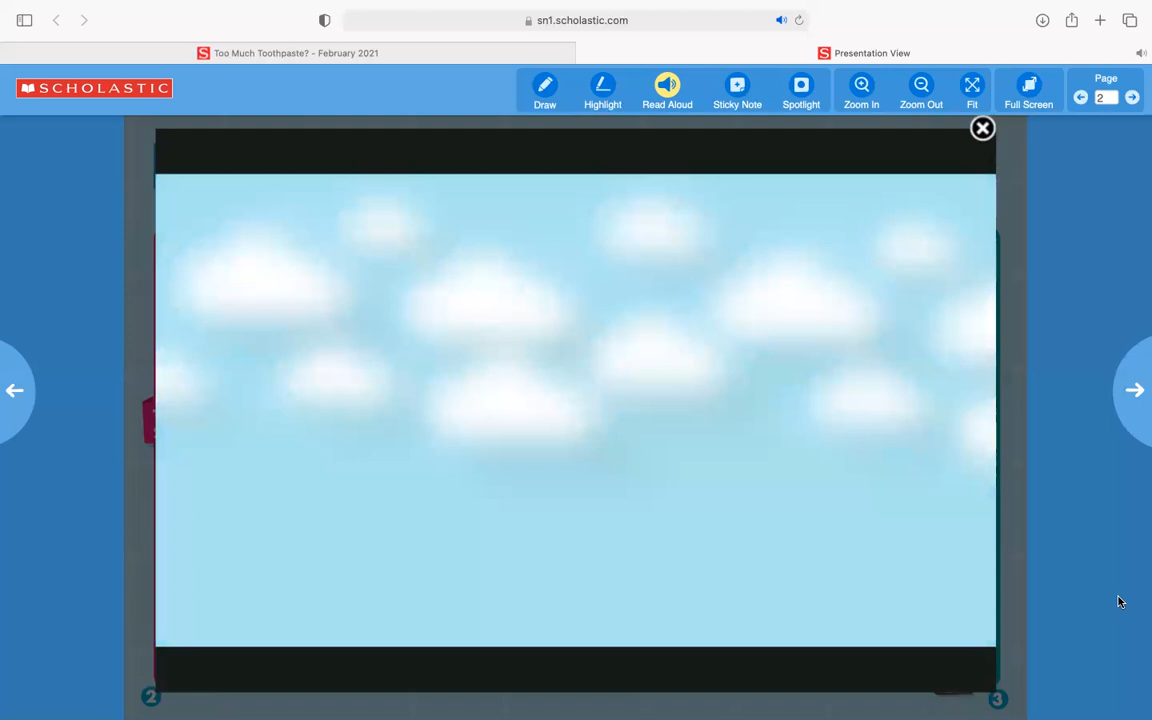 sn1.scholastic.com
S Too Much Toothpaste? - February 2021
S Presentation View
SCHOLASTIC
Draw Highlight Read Aloud Sticky Note Spotlight Zoom In Zoom Out Fit Full Screen
Page
2
2 3